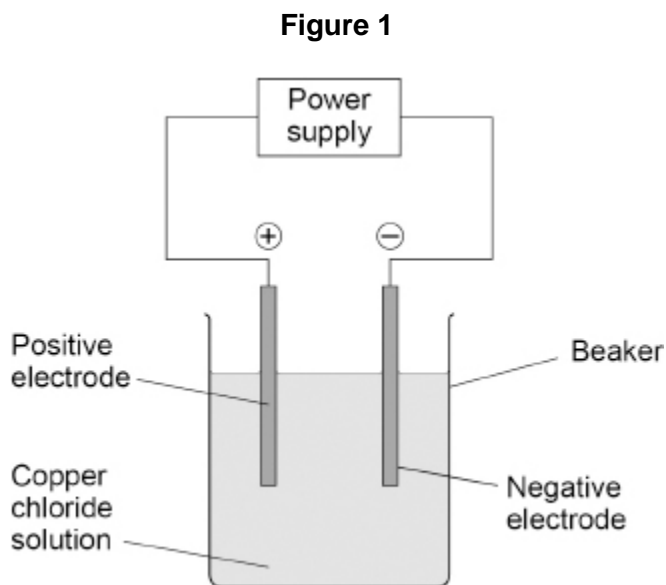 Figure 1
Power
supply
+
−
Positive
electrode
Beaker
Copper
chloride
solution
Negative
electrode